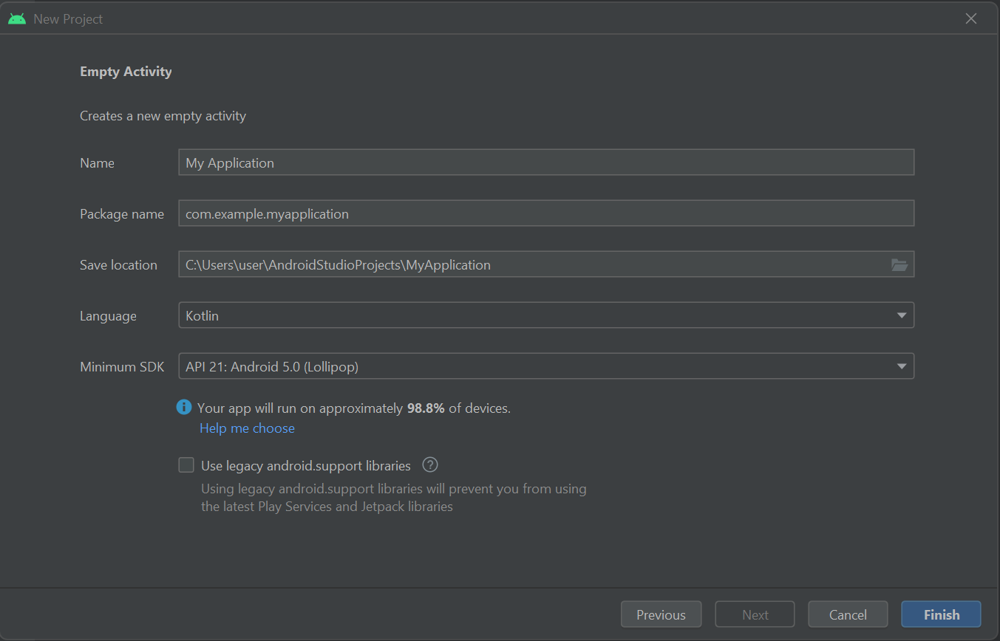 New Project
Empty Activity
Creates a new empty activity
Name My Application
Package name com.example.myapplication
Save location C:\Users\user\AndroidStudioProjects\MyApplication
Language Kotlin
Minimum SDK API 21: Android 5.0 (Lollipop)
i Your app will run on approximately 98.8% of devices.
Help me choose
Use legacy android.support libraries ?
Using legacy android.support libraries will prevent you from using
the latest Play Services and Jetpack libraries
Previous Next Cancel Finish